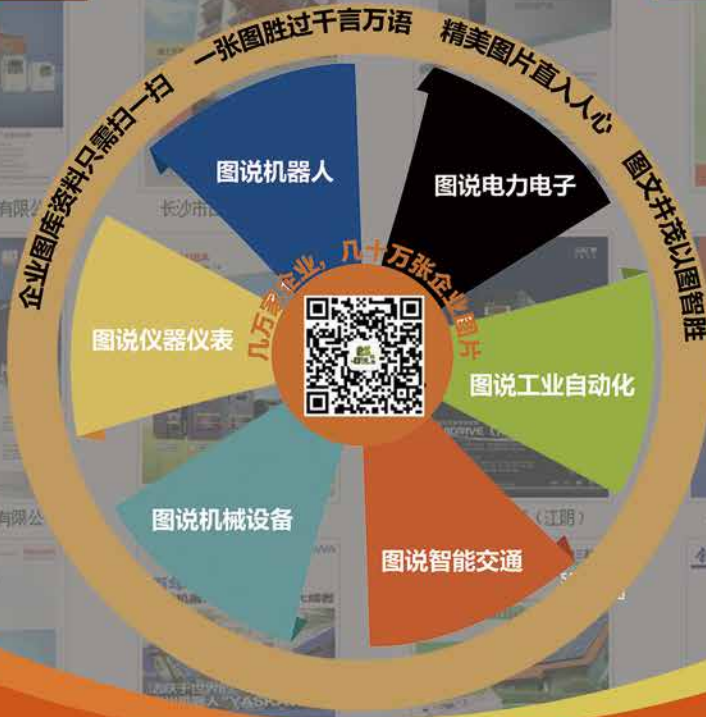 企业图库资料只需扫一扫 一张图胜过千言万语 精美图片直入人心 图文并茂以图智胜
图说机器人
图说电力电子
几万家企业，几十万张企业图片
图说仪器仪表
图说工业自动化
图说机械设备
图说智能交通
有限公
长沙市
有限公
（江阴）